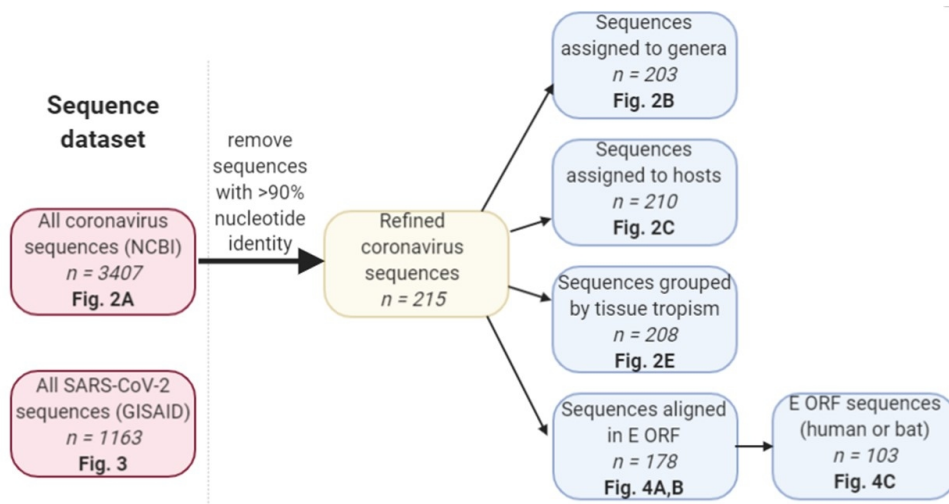 Sequence
dataset
All coronavirus
sequences (NCBI)
n = 3407
Fig. 2A
All SARS-CoV-2
sequences (GISAID)
n = 1163
Fig. 3
remove
sequences
with >90%
nucleotide
identity
Refined
coronavirus
sequences
n = 215
Sequences
assigned to genera
n = 203
Fig. 2B
Sequences
assigned to hosts
n = 210
Fig. 2C
Sequences grouped
by tissue tropism
n = 208
Fig. 2E
Sequences aligned
in E ORF
n = 178
Fig. 4A,B
E ORF sequences
(human or bat)
n = 103
Fig. 4C